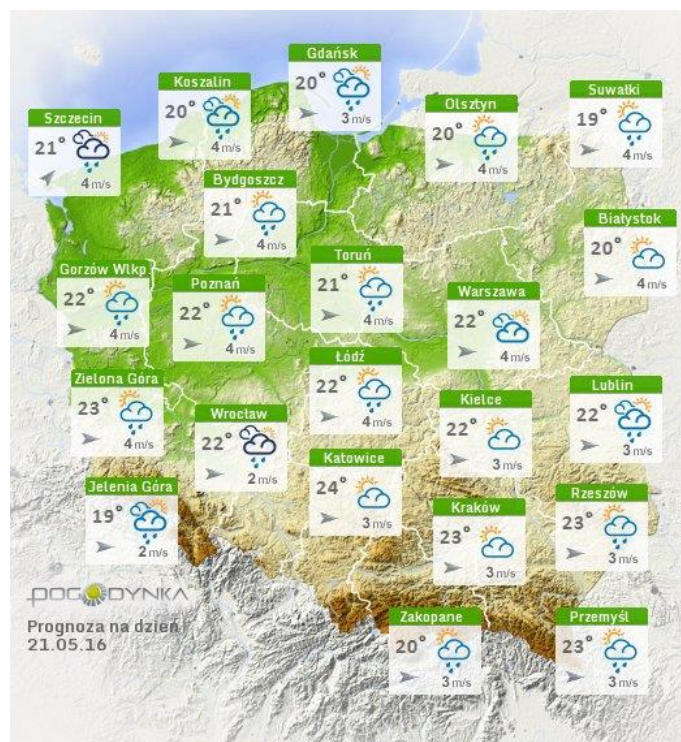 Gdańsk
20°
3 m/s
Koszalin
20°
4 m/s
Suwałki
19°
4 m/s
Olsztyn
20°
4 m/s
Szczecin
21°
4 m/s
Bydgoszcz
21°
4 m/s
Białystok
20°
4 m/s
Toruń
21°
4 m/s
Gorzów Wlkp.
22°
4 m/s
Poznań
22°
4 m/s
Warszawa
22°
4 m/s
Łódź
22°
4 m/s
Zielona Góra
23°
4 m/s
Lublin
22°
3 m/s
Kielce
22°
3 m/s
Wrocław
22°
2 m/s
Katowice
24°
3 m/s
Jelenia Góra
19°
2 m/s
Rzeszów
23°
3 m/s
Kraków
23°
3 m/s
POGODYNKA
Prognoza na dzień
21.05.16
Zakopane
20°
3 m/s
Przemyśl
23°
3 m/s